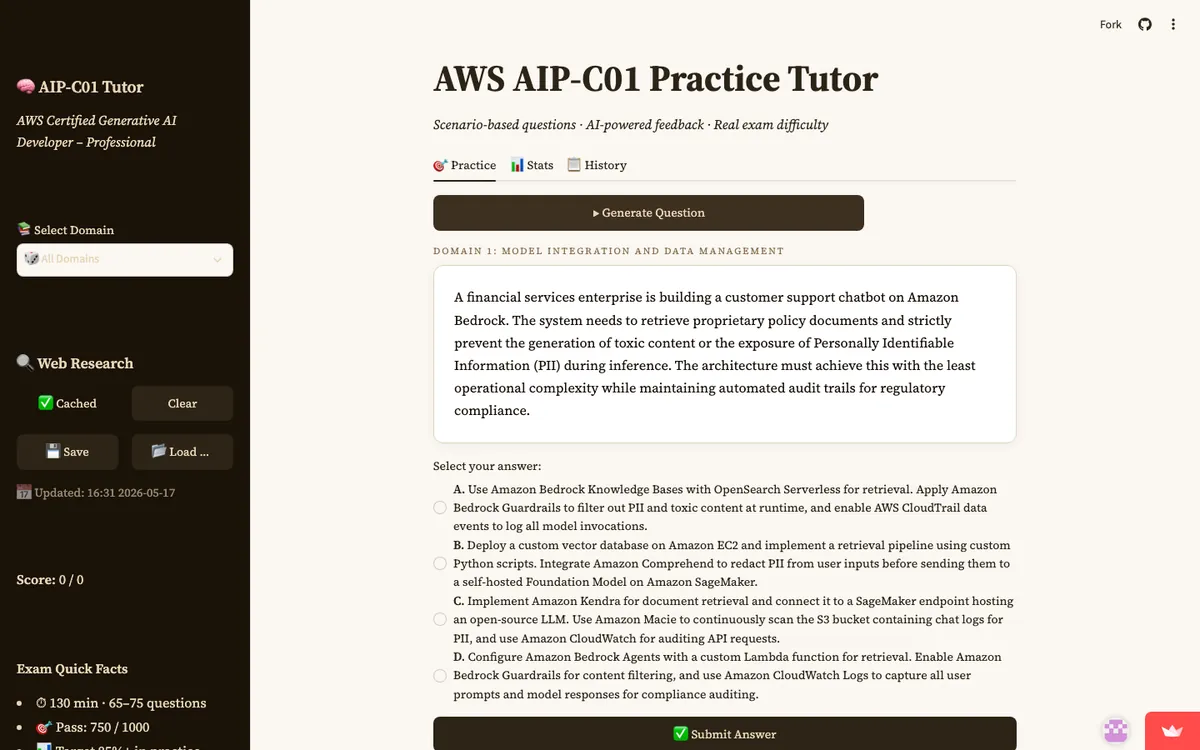 Fork
AIP-C01 Tutor
AWS Certified Generative AI
Developer – Professional
Select Domain
All Domains
Web Research
Cached
Clear
Save
Load ...
Updated: 16:31 2026-05-17
Score: 0 / 0
Exam Quick Facts
130 min · 65–75 questions
Pass: 750 / 1000
Target 85%+ in practice
AWS AIP-C01 Practice Tutor
Scenario-based questions · AI-powered feedback · Real exam difficulty
Practice
Stats
History
▸ Generate Question
DOMAIN 1: MODEL INTEGRATION AND DATA MANAGEMENT
A financial services enterprise is building a customer support chatbot on Amazon
Bedrock. The system needs to retrieve proprietary policy documents and strictly
prevent the generation of toxic content or the exposure of Personally Identifiable
Information (PII) during inference. The architecture must achieve this with the least
operational complexity while maintaining automated audit trails for regulatory
compliance.
Select your answer:
A. Use Amazon Bedrock Knowledge Bases with OpenSearch Serverless for retrieval. Apply Amazon
Bedrock Guardrails to filter out PII and toxic content at runtime, and enable AWS CloudTrail data
events to log all model invocations.
B. Deploy a custom vector database on Amazon EC2 and implement a retrieval pipeline using custom
Python scripts. Integrate Amazon Comprehend to redact PII from user inputs before sending them to
a self-hosted Foundation Model on Amazon SageMaker.
C. Implement Amazon Kendra for document retrieval and connect it to a SageMaker endpoint hosting
an open-source LLM. Use Amazon Macie to continuously scan the S3 bucket containing chat logs for
PII, and use Amazon CloudWatch for auditing API requests.
D. Configure Amazon Bedrock Agents with a custom Lambda function for retrieval. Enable Amazon
Bedrock Guardrails for content filtering, and use Amazon CloudWatch Logs to capture all user
prompts and model responses for compliance auditing.
Submit Answer